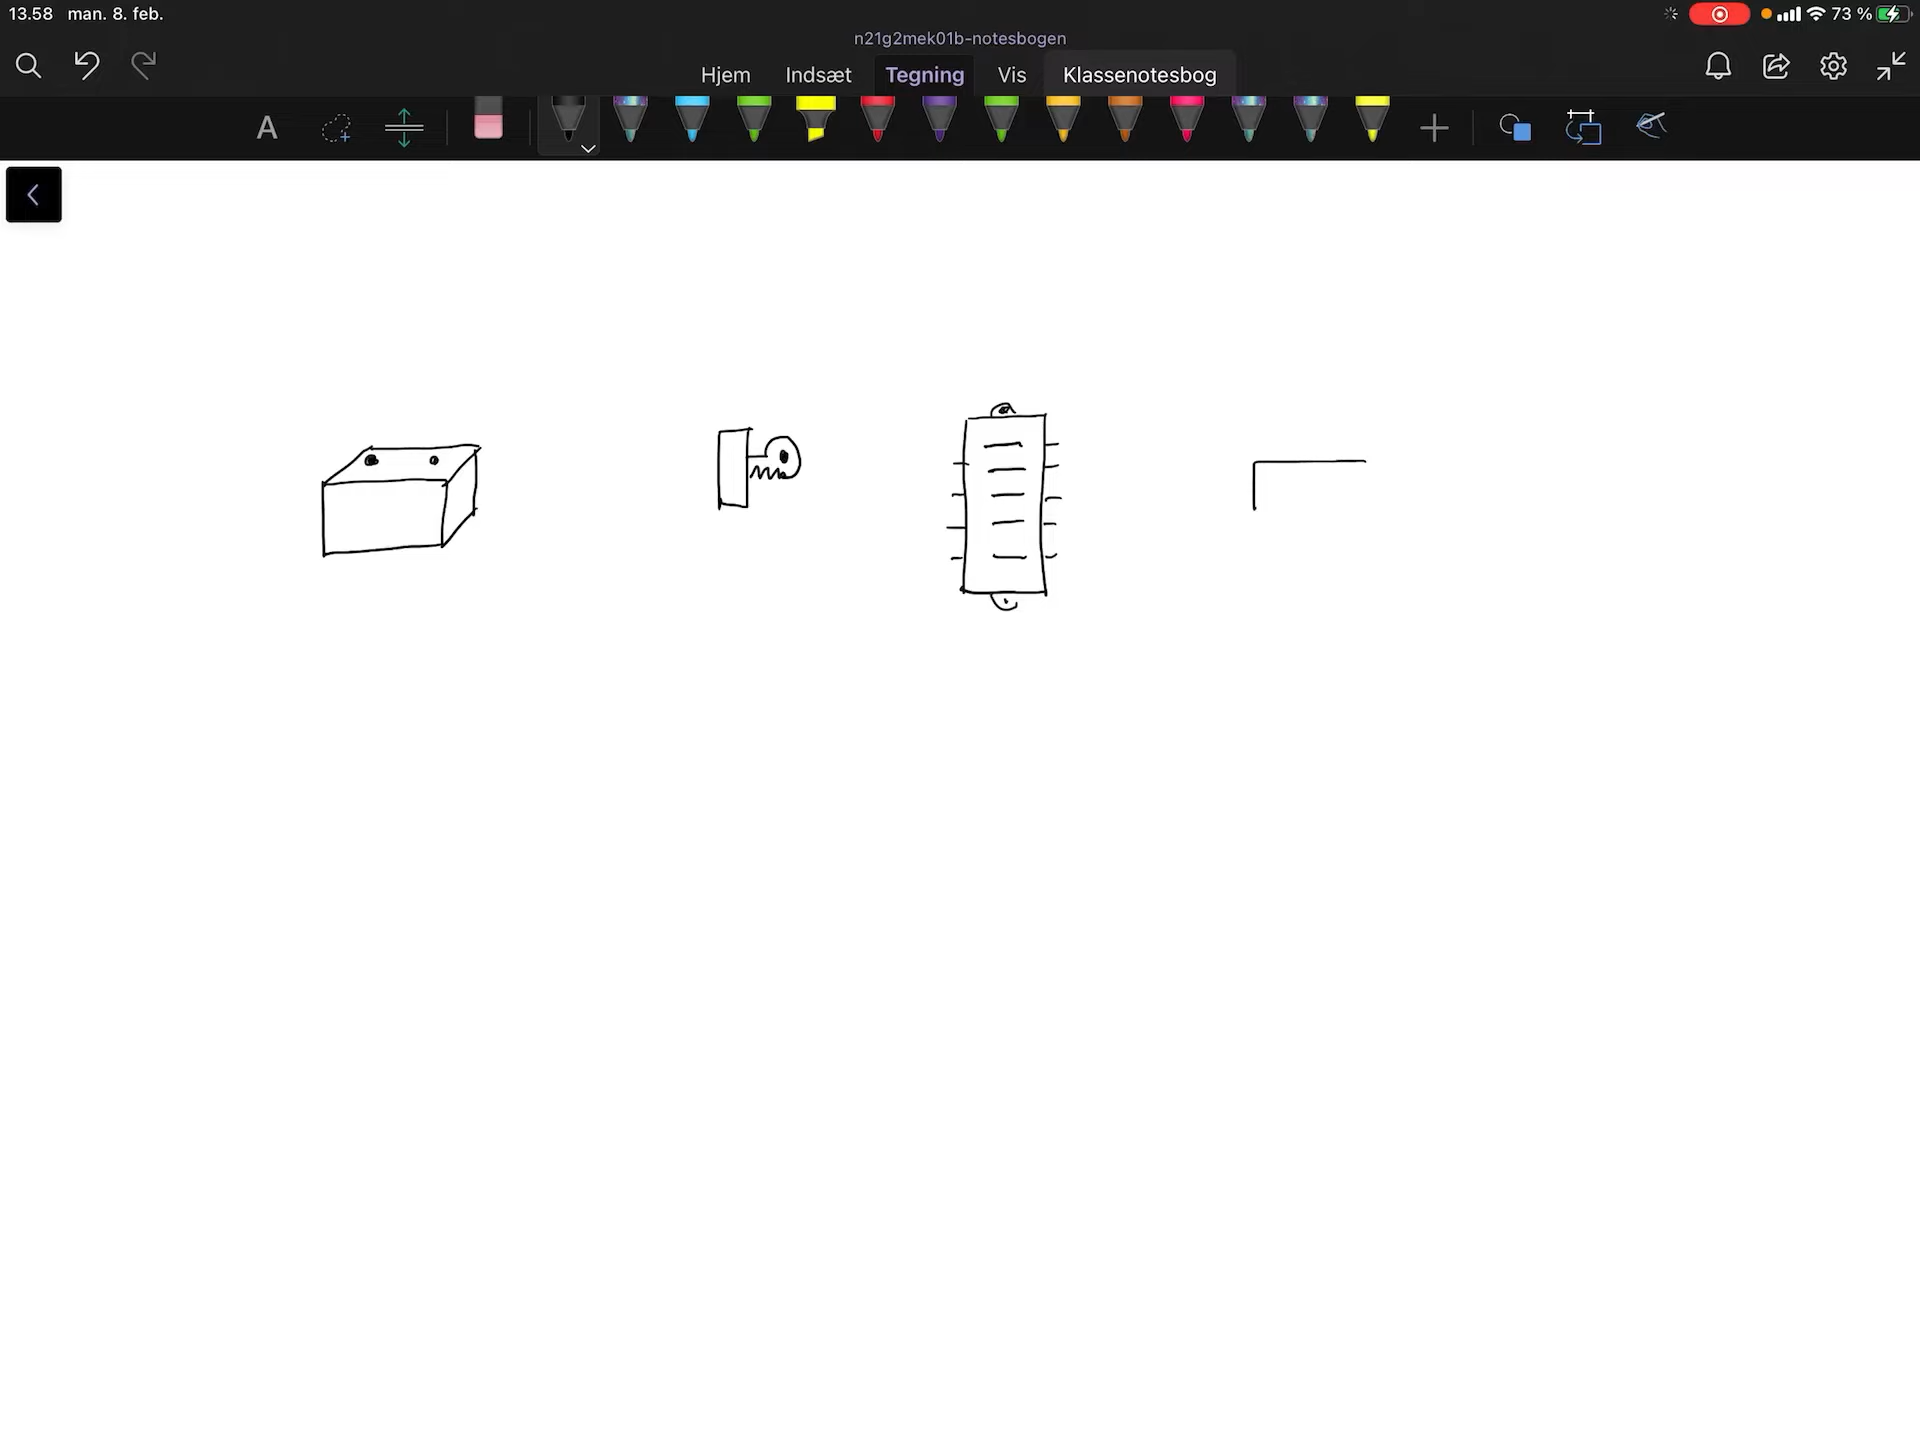 13.58 man. 8. feb.
73 %
n21g2mek01b-notesbogen
Hjem Indsæt Tegning Vis Klassenotesbog
A